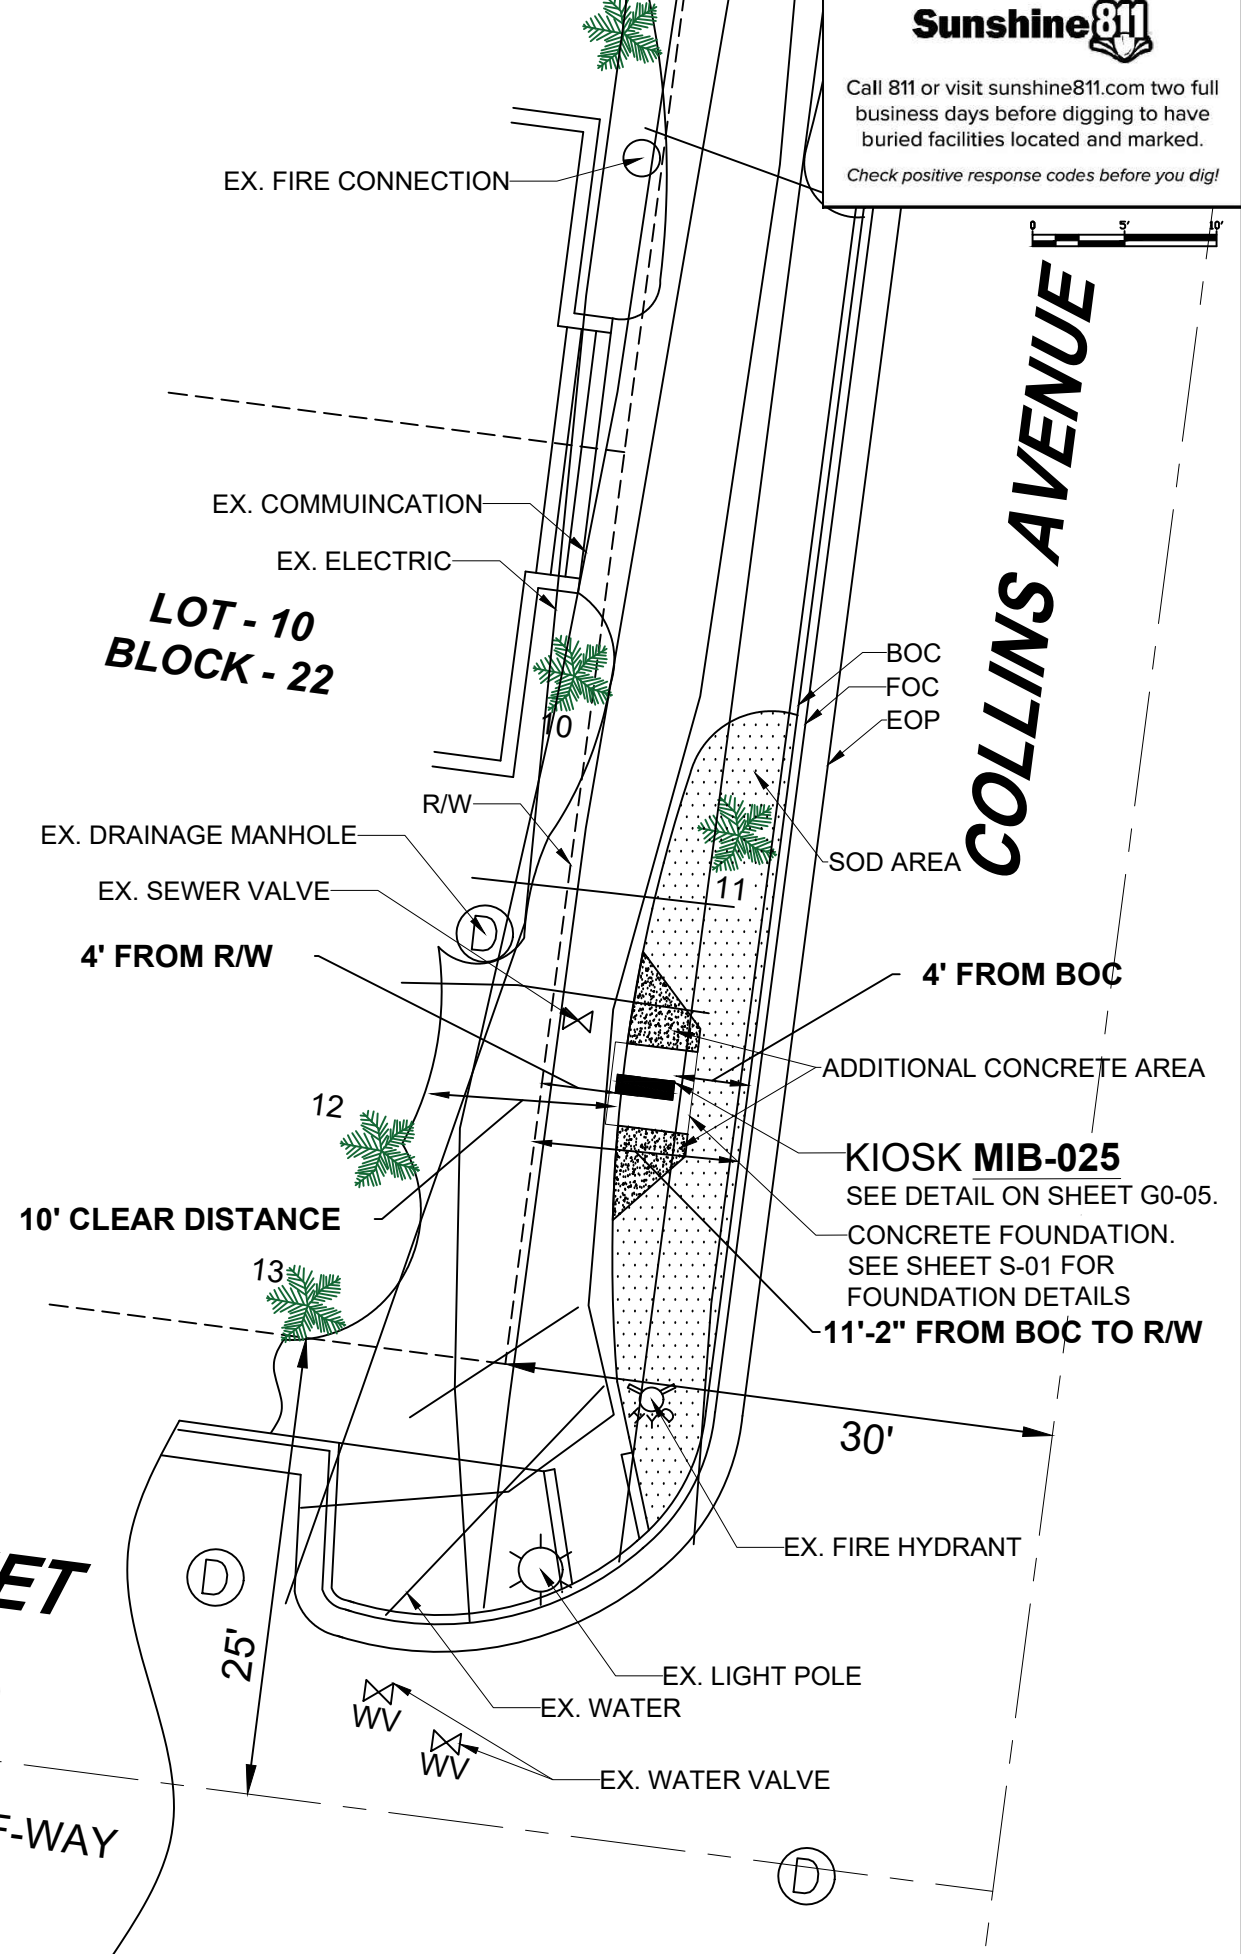 Sunshine 811
Call 811 or visit sunshine811.com two full
business days before digging to have
buried facilities located and marked.
Check positive response codes before you dig!
0 5' 10'
EX. FIRE CONNECTION
COLLINS AVENUE
EX. COMMUINCATION
EX. ELECTRIC
LOT - 10
BLOCK - 22
BOC
FOC
EOP
10
R/W
EX. DRAINAGE MANHOLE
SOD AREA
EX. SEWER VALVE
11
D
4' FROM R/W
4' FROM BOC
ADDITIONAL CONCRETE AREA
12
KIOSK MIB-025
SEE DETAIL ON SHEET G0-05.
10' CLEAR DISTANCE
CONCRETE FOUNDATION.
SEE SHEET S-01 FOR
FOUNDATION DETAILS
13
11'-2" FROM BOC TO R/W
30'
EX. FIRE HYDRANT
ET
D
25'
EX. LIGHT POLE
EX. WATER
WV
WV
EX. WATER VALVE
F-WAY
D